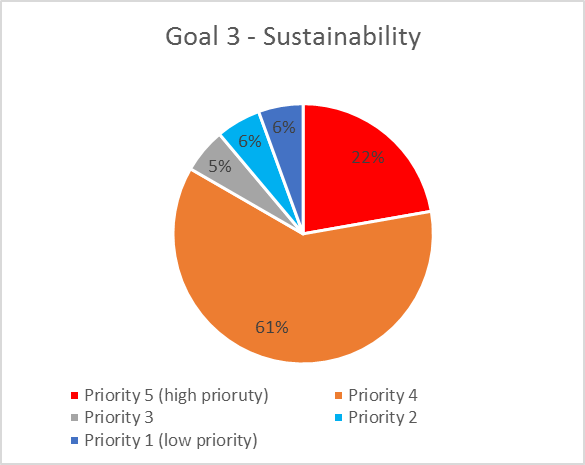 Goal 3 - Sustainability
6%
6%
22%
5%
61%
Priority 5 (high prioruty) Priority 4
Priority 3 Priority 2
Priority 1 (low priority)